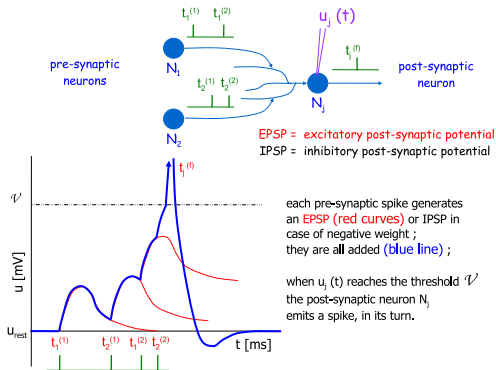 t1(1) t1(2)
uj (t)
tj(f)
pre-synaptic
neurons
N1
post-synaptic
neuron
t2(1) t2(2)
Nj
N2
EPSP = excitatory post-synaptic potential
IPSP = inhibitory post-synaptic potential
tj(f)
𝒱
u [mV]
urest
t1(1) t2(1) t1(2) t2(2)
t [ms]
each pre-synaptic spike generates
an EPSP (red curves) or IPSP in
case of negative weight ;
they are all added (blue line) ;
when uj (t) reaches the threshold 𝒱
the post-synaptic neuron Nj
emits a spike, in its turn.